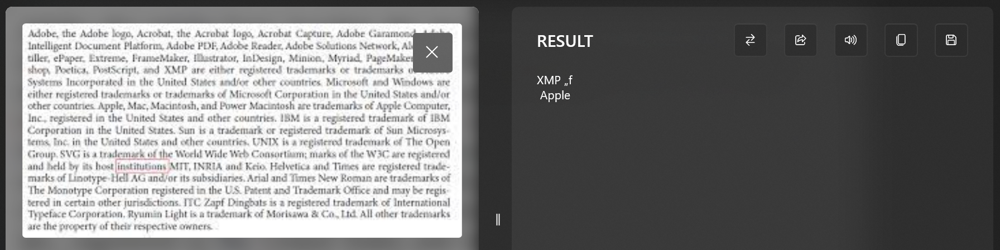 Adobe, the Adobe logo, Acrobat, the Acrobat logo, Acrobat Capture, Adobe Garamond,
Intelligent Document Platform, Adobe PDF, Adobe Reader, Adobe Solutions Network,
tiller, ePaper, Extreme, FrameMaker, Illustrator, InDesign, Minion, Myriad, PageMaker
shop, Poetica, PostScript, and XMP are either registered trademarks or trademarks
Systems Incorporated in the United States and/or other countries. Microsoft and Windows are
either registered trademarks or trademarks of Microsoft Corporation in the United States and/or
other countries. Apple, Mac, Macintosh, and Power Macintosh are trademarks of Apple Computer,
Inc., registered in the United States and other countries. IBM is a registered trademark of IBM
Corporation in the United States. Sun is a trademark or registered trademark of Sun Microsys-
tems, Inc. in the United States and other countries. UNIX is a registered trademark of The Open
Group. SVG is a trademark of the World Wide Web Consortium; marks of the W3C are registered
and held by its host institutions MIT, INRIA and Keio. Helvetica and Times are registered trade-
marks of Linotype-Hell AG and/or its subsidiaries. Arial and Times New Roman are trademarks of
The Monotype Corporation registered in the U.S. Patent and Trademark Office and may be regis-
tered in certain other jurisdictions. ITC Zapf Dingbats is a registered trademark of International
Typeface Corporation. Ryumin Light is a trademark of Morisawa & Co., Ltd. All other trademarks
are the property of their respective owners.
RESULT
XMP „f
Apple